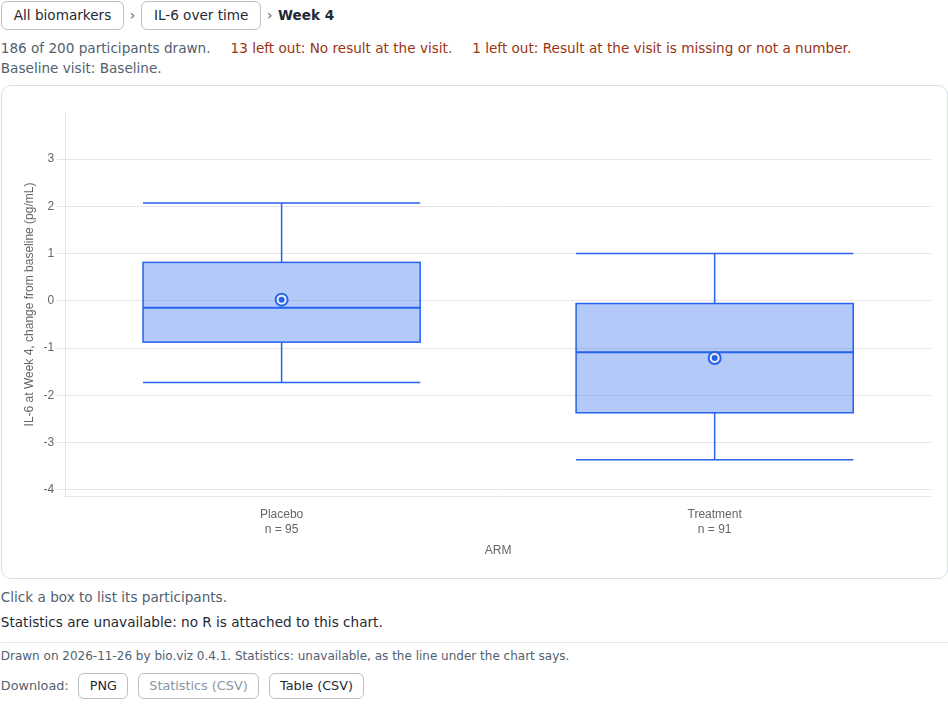 All biomarkers › IL-6 over time › Week 4
186 of 200 participants drawn. 13 left out: No result at the visit. 1 left out: Result at the visit is missing or not a number.
Baseline visit: Baseline.
IL-6 at Week 4, change from baseline (pg/mL)
3
2
1
0
-1
-2
-3
-4
Placebo
n = 95
Treatment
n = 91
ARM
Click a box to list its participants.
Statistics are unavailable: no R is attached to this chart.
Drawn on 2026-11-26 by bio.viz 0.4.1. Statistics: unavailable, as the line under the chart says.
Download: PNG Statistics (CSV) Table (CSV)